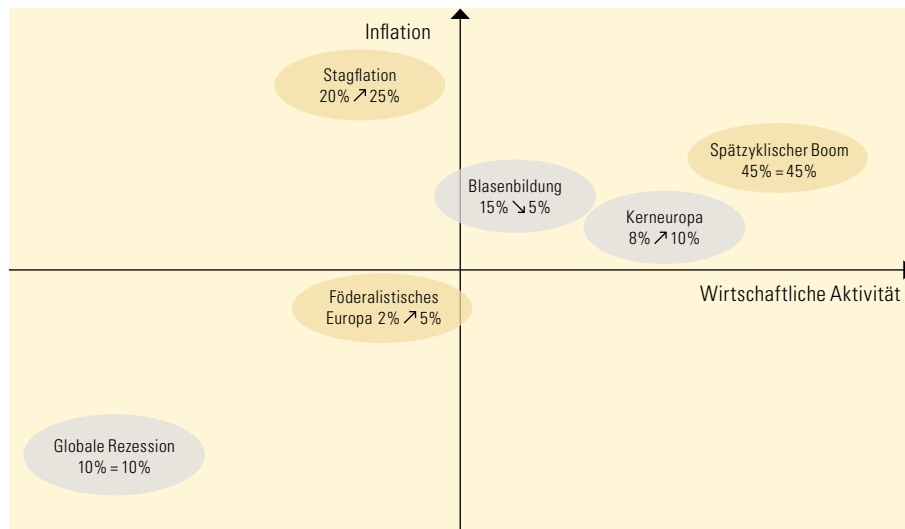 Inflation
Stagflation
20% ↗ 25%
Spätzyklischer Boom
45% = 45%
Blasenbildung
15% ↘ 5%
Kerneuropa
8% ↗ 10%
Wirtschaftliche Aktivität
Föderalistisches
Europa 2% ↗ 5%
Globale Rezession
10% = 10%